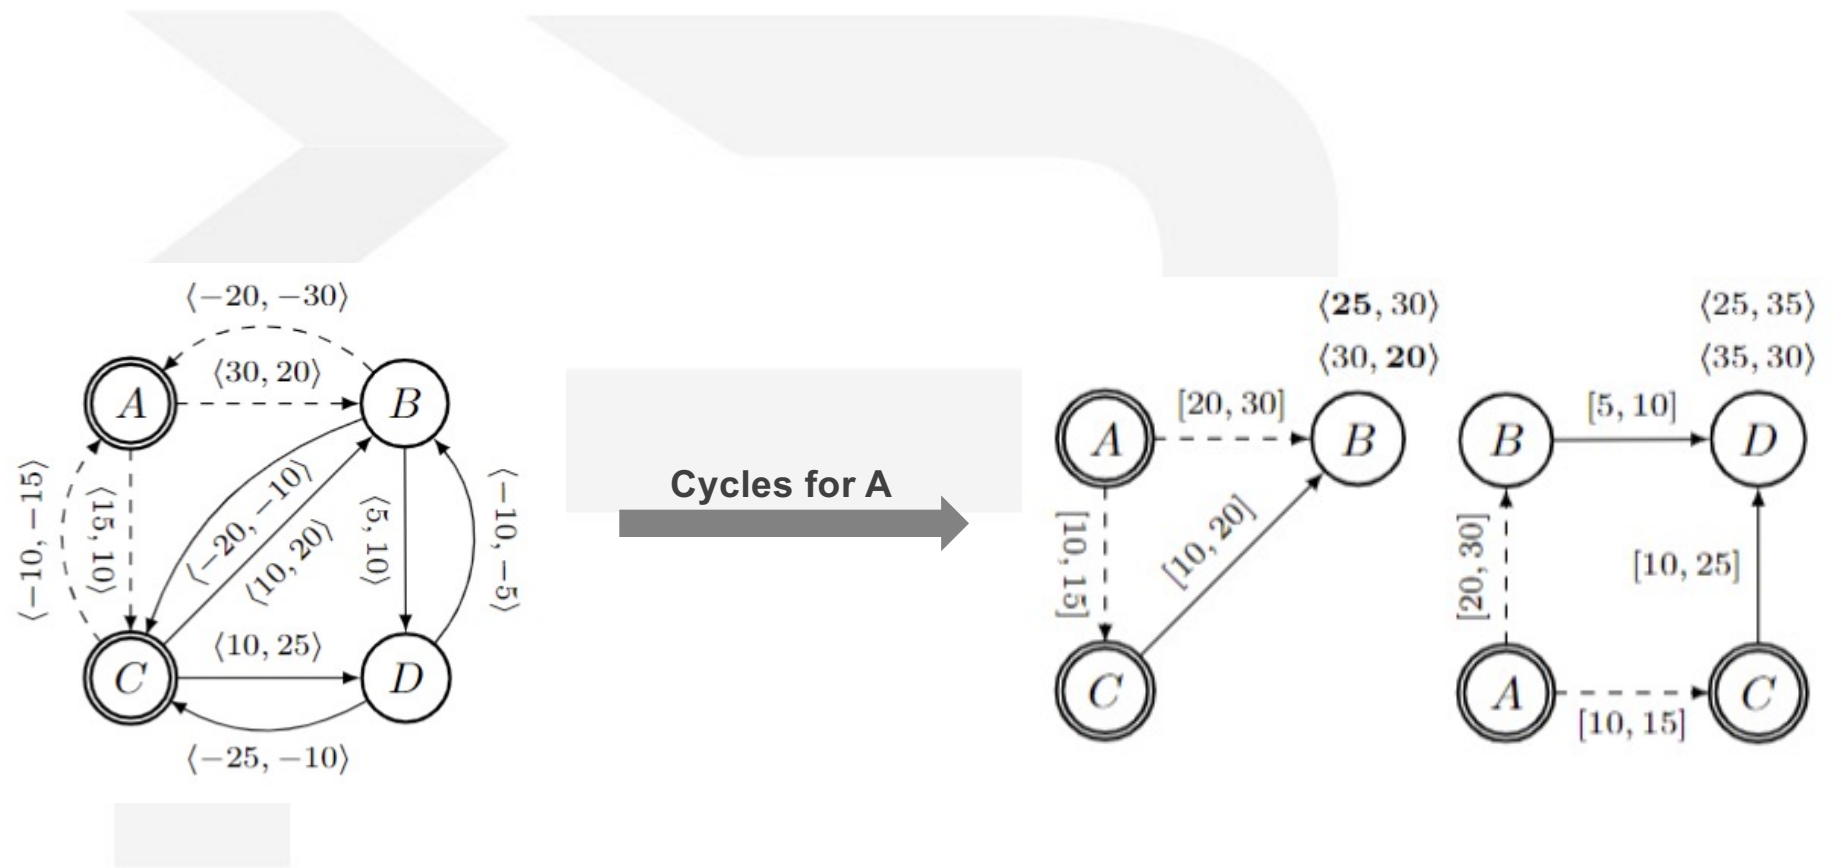 ⟨−20, −30⟩
⟨30, 20⟩
A
B
⟨−10, −15⟩
⟨15, 10⟩
⟨−20, −10⟩
⟨10, 20⟩
⟨5, 10⟩
⟨−10, −5⟩
⟨10, 25⟩
C
D
⟨−25, −10⟩
Cycles for A
⟨25, 30⟩
⟨30, 20⟩
[20, 30]
A
B
[10, 15]
[10, 20]
C
⟨25, 35⟩
⟨35, 30⟩
[5, 10]
B
D
[20, 30]
[10, 25]
A
C
[10, 15]